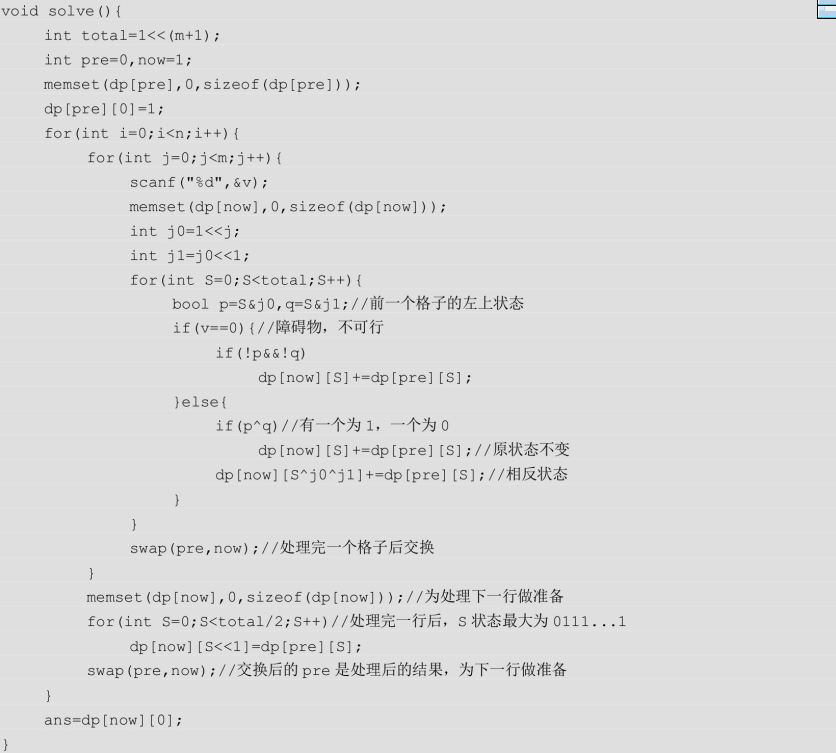 void solve(){
int total=1<<(m+1);
int pre=0,now=1;
memset(dp[pre],0,sizeof(dp[pre]));
dp[pre][0]=1;
for(int i=0;i<n;i++){
for(int j=0;j<m;j++){
scanf("%d",&v);
memset(dp[now],0,sizeof(dp[now]));
int j0=1<<j;
int j1=j0<<1;
for(int S=0;S<total;S++){
bool p=S&j0,q=S&j1;//前一个格子的左上状态
if(v==0){//障碍物，不可行
if(!p&&!q)
dp[now][S]+=dp[pre][S];
}else{
if(p^q)//有一个为1，一个为0
dp[now][S]+=dp[pre][S];//原状态不变
dp[now][S^j0^j1]+=dp[pre][S];//相反状态
}
}
swap(pre,now);//处理完一个格子后交换
}
memset(dp[now],0,sizeof(dp[now]));//为处理下一行做准备
for(int S=0;S<total/2;S++)//处理完一行后，S状态最大为0111...1
dp[now][S<<1]=dp[pre][S];
swap(pre,now);//交换后的pre是处理后的结果，为下一行做准备
}
ans=dp[now][0];
}